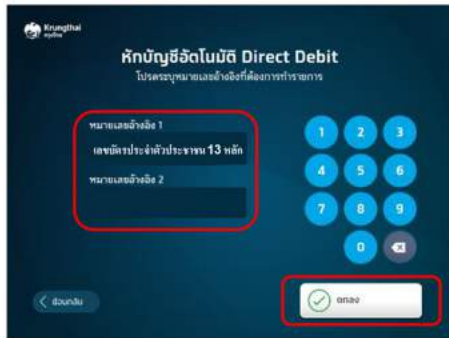 Krungthai
กรุงไทย
หักบัญชีอัตโนมัติ Direct Debit
โปรดระบุหมายเลขอ้างอิงที่ต้องการทำรายการ
หมายเลขอ้างอิง 1
เลขบัตรประจำตัวประชาชน 13 หลัก
หมายเลขอ้างอิง 2
1 2 3
4 5 6
7 8 9
0
ย้อนกลับ
ตกลง